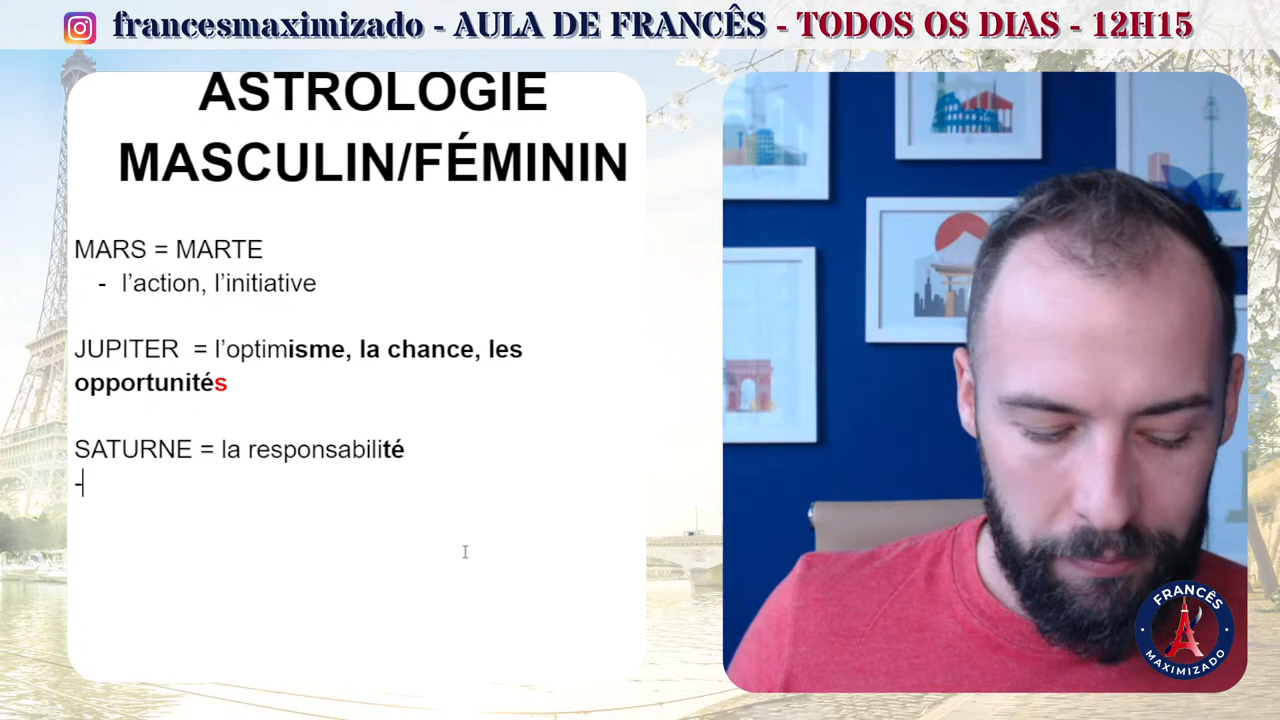 francesmaximizado - AULA DE FRANCÊS - TODOS OS DIAS - 12H15
ASTROLOGIE
MASCULIN/FÉMININ
MARS = MARTE
- l'action, l'initiative
JUPITER = l'optimisme, la chance, les
opportunités
SATURNE = la responsabilité
-
FRANCÊS
MAXIMIZADO